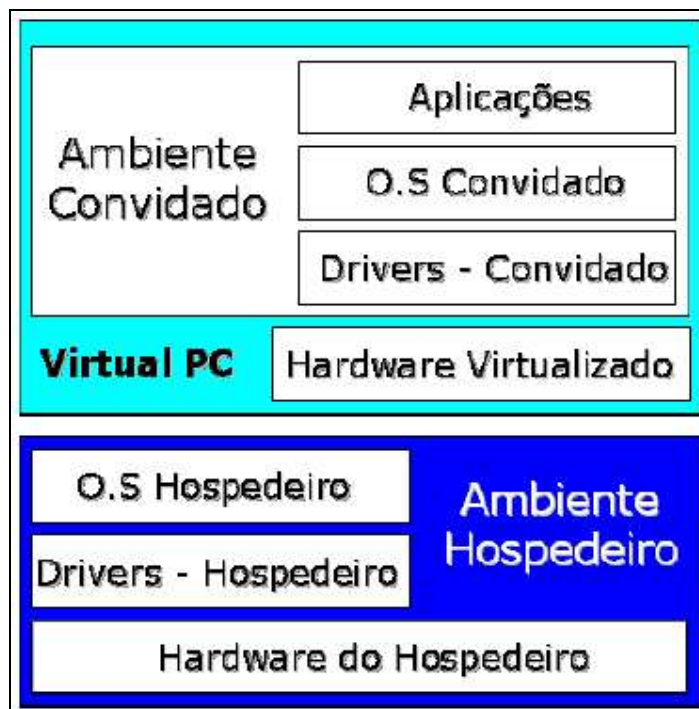 Aplicações
Ambiente
Convidado
O.S Convidado
Drivers - Convidado
Virtual PC
Hardware Virtualizado
O.S Hospedeiro
Ambiente
Hospedeiro
Drivers - Hospedeiro
Hardware do Hospedeiro